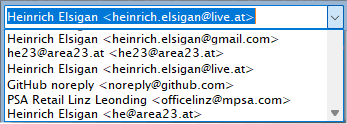 Heinrich Elsigan <heinrich.elsigan@live.at>
Heinrich Elsigan <heinrich.elsigan@gmail.com>
he23@area23.at <he23@area23.at>
Heinrich Elsigan <heinrich.elsigan@live.at>
GitHub noreply <noreply@github.com>
PSA Retail Linz Leonding <officelinz@mpsa.com>
Heinrich Elsigan <he@area23.at>